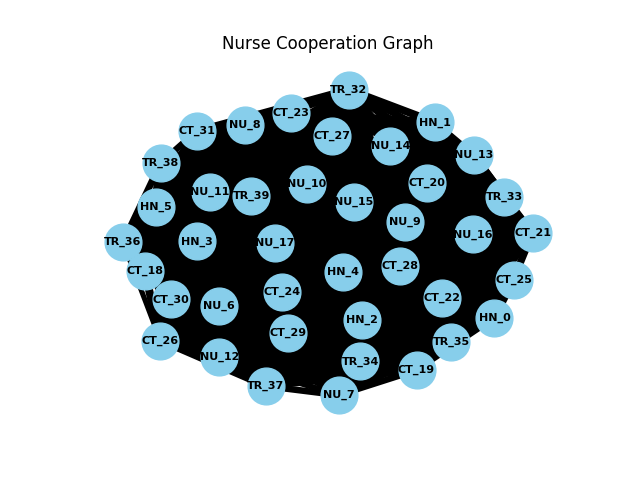 Nurse Cooperation Graph
TR_32
CT_23
HN_1
NU_8
CT_31
CT_27
NU_14
NU_13
TR_38
NU_11
TR_39
NU_10
CT_20
TR_33
HN_5
NU_15
NU_9
NU_16
CT_21
TR_36
HN_3
NU_17
CT_18
HN_4
CT_28
CT_25
CT_30
NU_6
CT_24
CT_22
HN_2
HN_0
CT_29
CT_26
TR_35
NU_12
TR_34
CT_19
TR_37
NU_7